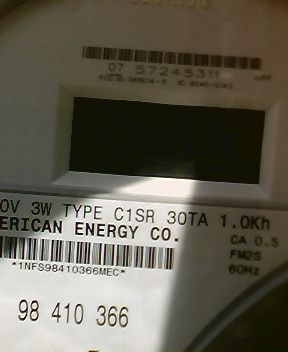 07 57245311
0V 3W TYPE C1SR 30TA 1.0Kh
ERICAN ENERGY CO.
CA 0.5
*1NFS98410366MEC*
FM2S
60Hz
98 410 366